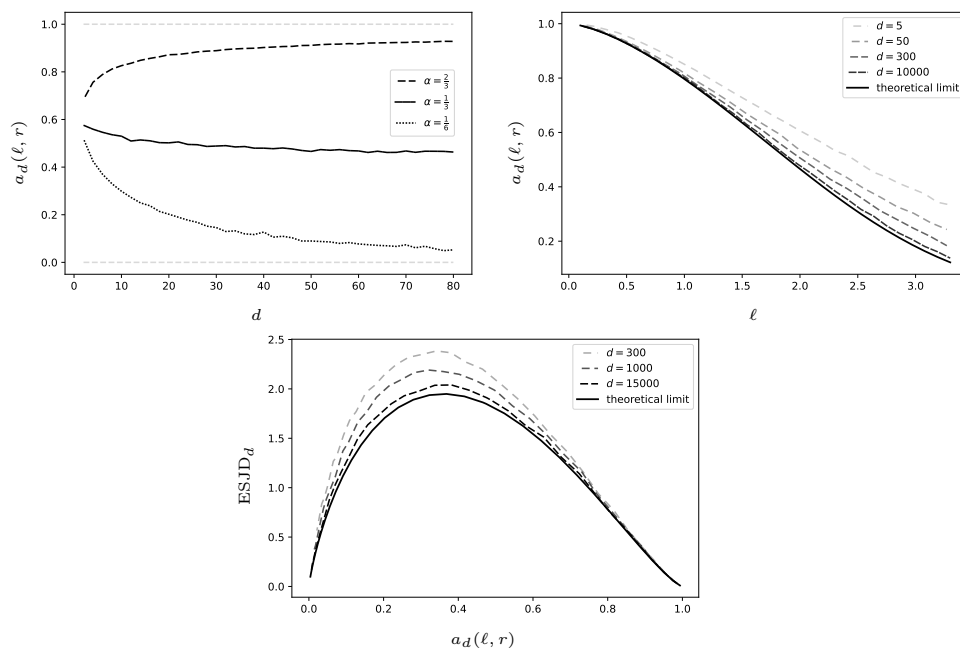 1.0
0.8
0.6
0.4
0.2
0.0
a_d(ℓ, r)
α = 2/3
α = 1/3
α = 1/6
0 10 20 30 40 50 60 70 80
d
1.0
0.8
0.6
0.4
0.2
a_d(ℓ, r)
d = 5
d = 50
d = 300
d = 10000
theoretical limit
0.0 0.5 1.0 1.5 2.0 2.5 3.0
ℓ
2.5
2.0
1.5
1.0
0.5
0.0
ESJD_d
d = 300
d = 1000
d = 15000
theoretical limit
0.0 0.2 0.4 0.6 0.8 1.0
a_d(ℓ, r)